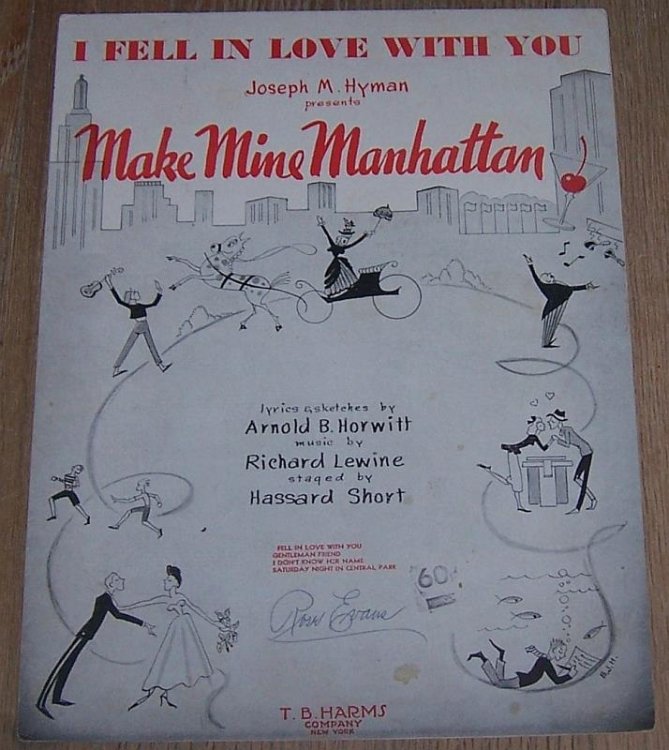 I FELL IN LOVE WITH YOU
Joseph M. Hyman
presents
Make Mine Manhattan
lyrics & sketches by
Arnold B. Horwitt
music by
Richard Lewine
staged by
Hassard Short
FELL IN LOVE WITH YOU
GENTLEMAN FRIEND
I DON'T KNOW HER NAME
SATURDAY NIGHT IN CENTRAL PARK
60
Evans
B.J.H.
T. B. HARMS
COMPANY
NEW YORK